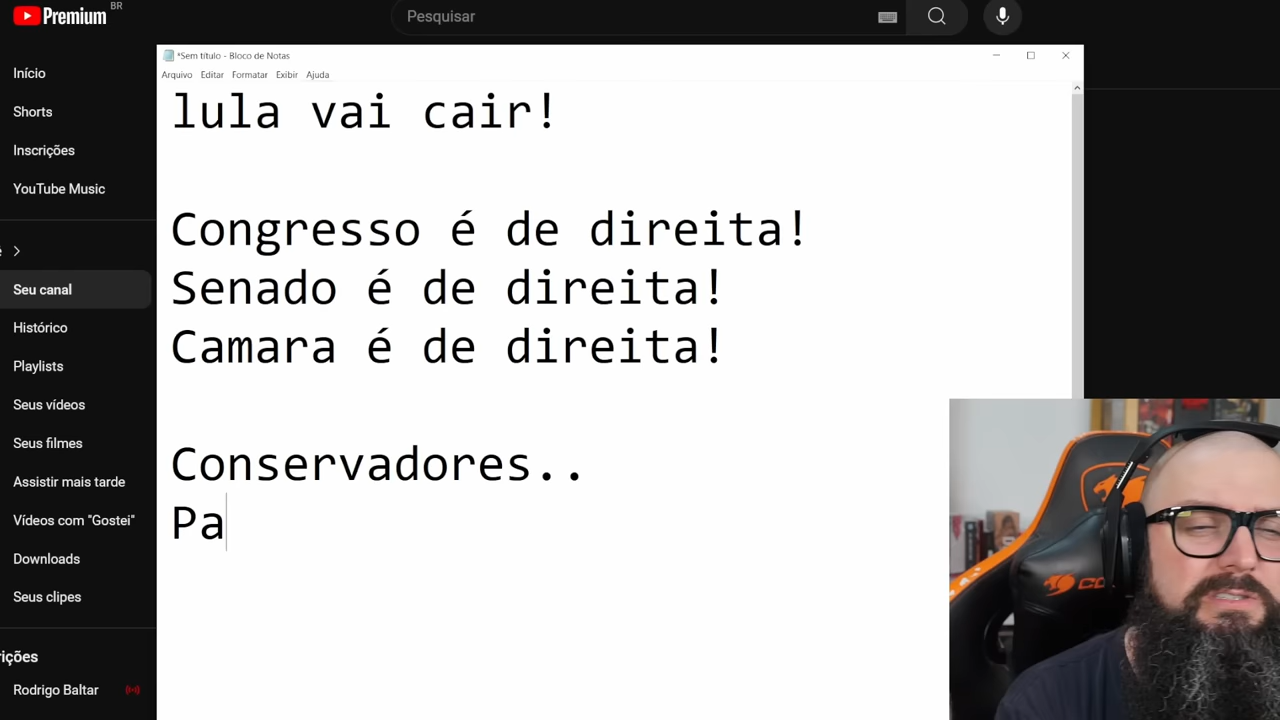 Premium BR
Pesquisar
*Sem título - Bloco de Notas
Arquivo Editar Formatar Exibir Ajuda
lula vai cair!
Congresso é de direita!
Senado é de direita!
Camara é de direita!
Conservadores..
Pa
Início
Shorts
Inscrições
YouTube Music
Seu canal
Histórico
Playlists
Seus vídeos
Seus filmes
Assistir mais tarde
Vídeos com "Gostei"
Downloads
Seus clipes
rições
Rodrigo Baltar